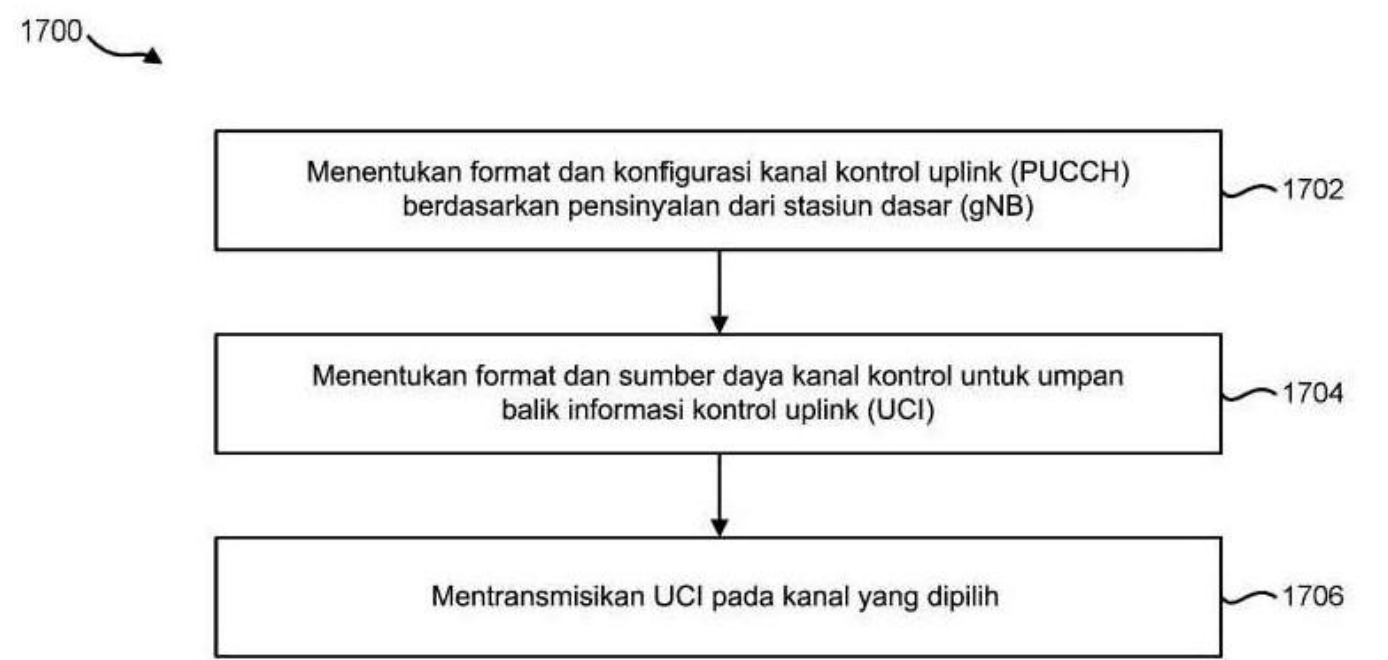 1700
Menentukan format dan konfigurasi kanal kontrol uplink (PUCCH)
berdasarkan pensinyalan dari stasiun dasar (gNB)
1702
Menentukan format dan sumber daya kanal kontrol untuk umpan
balik informasi kontrol uplink (UCI)
1704
Mentransmisikan UCI pada kanal yang dipilih
1706